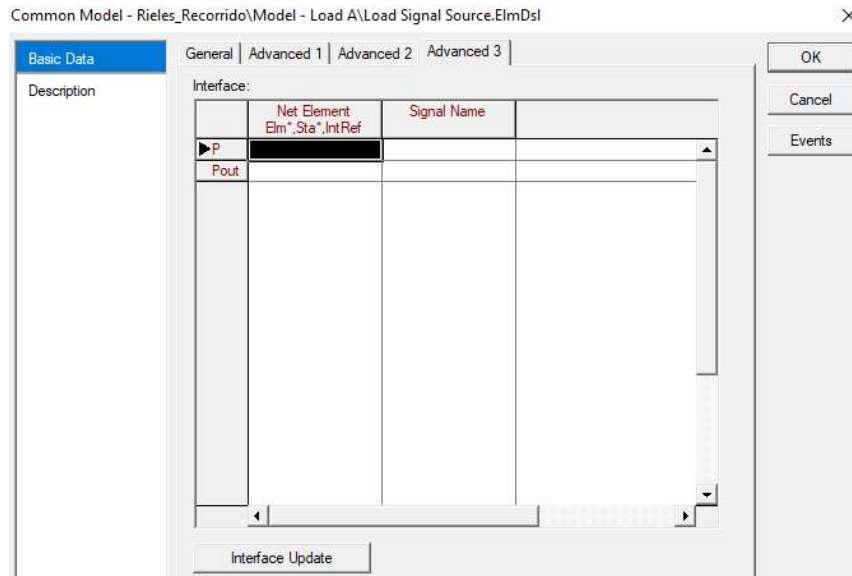 Common Model - Rieles_Recorrido\Model - Load A\Load Signal Source.ElmDsl
Basic Data
Description
General Advanced 1 Advanced 2 Advanced 3
Interface:
Net Element
Elm*,Sta*,IntRef
Signal Name
P
Pout
Interface Update
OK
Cancel
Events